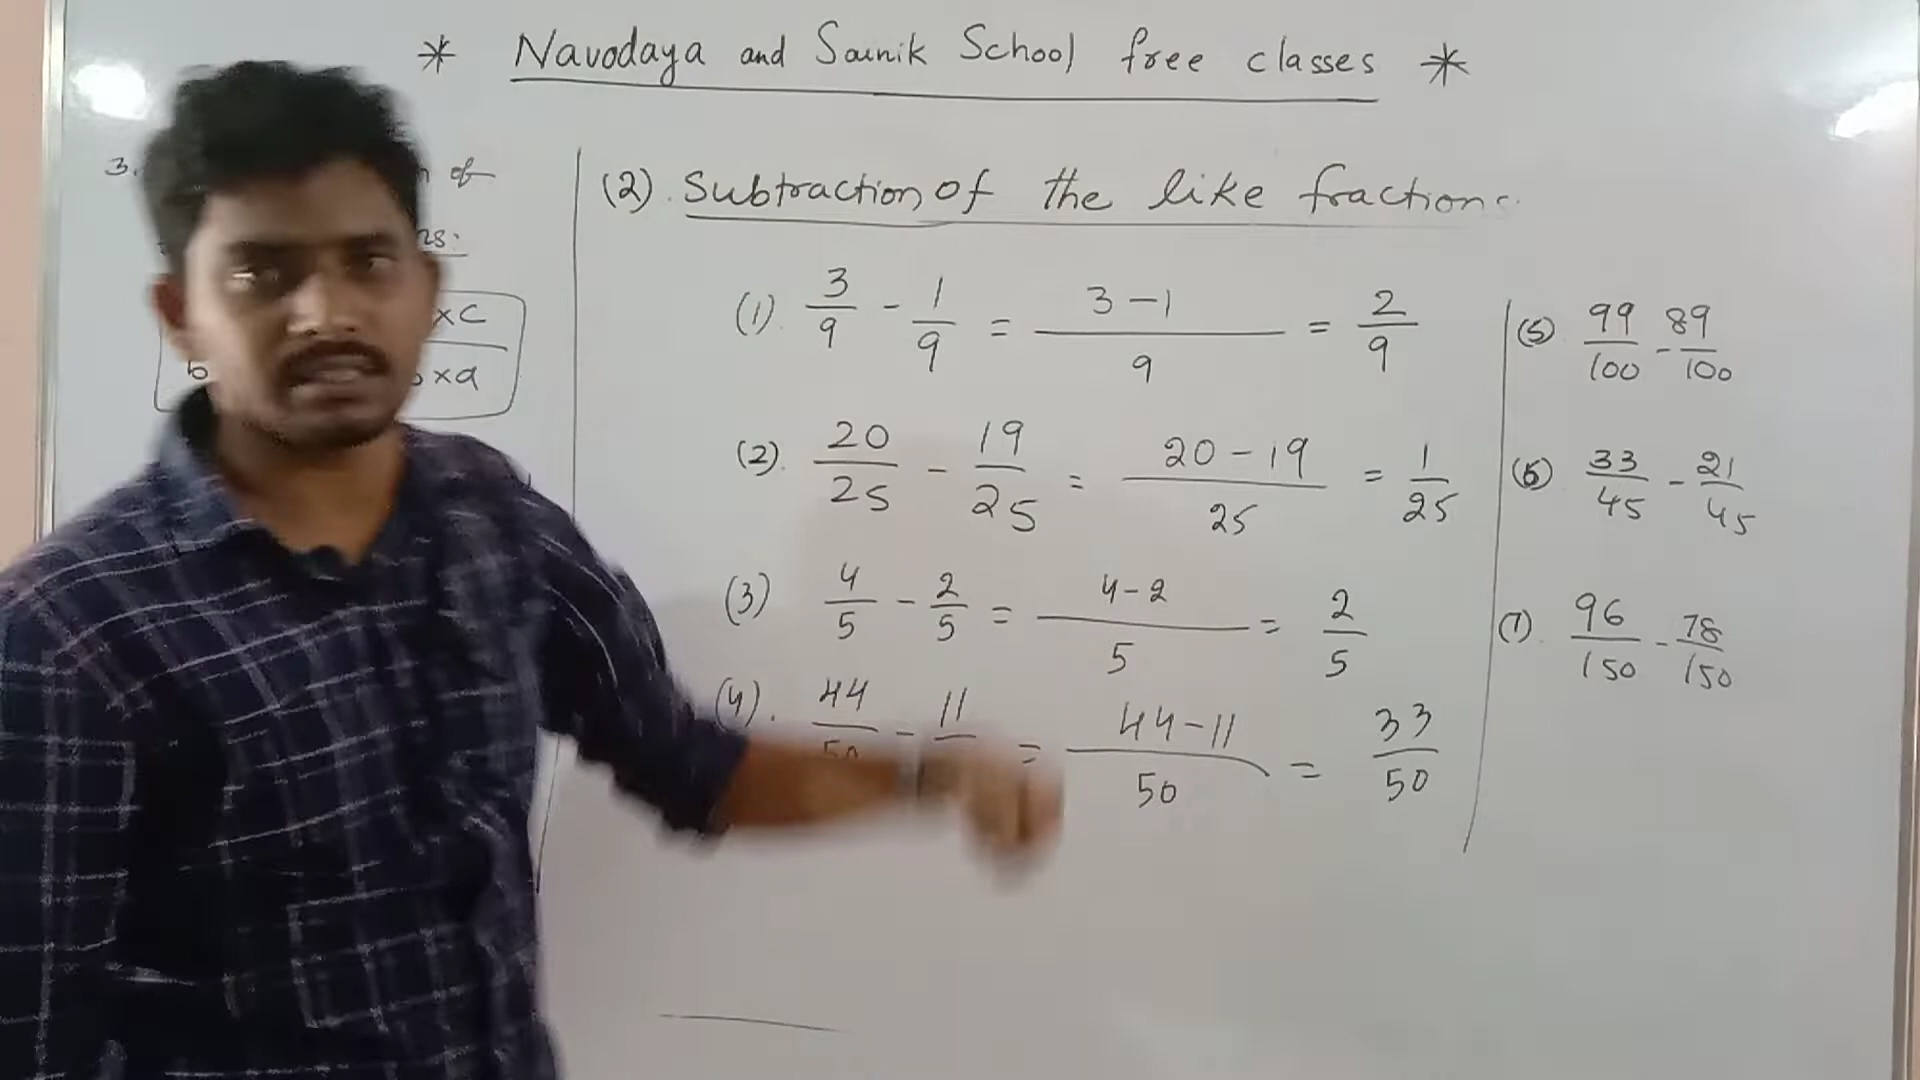 * Navodaya and Sainik School free classes *
3. of
ns.
xc
b xa
(2). Subtraction of the like fractions.
(1). 3/9 - 1/9 = 3-1/9 = 2/9
(2). 20/25 - 19/25 = 20-19/25 = 1/25
(3) 4/5 - 2/5 = 4-2/5 = 2/5
(4). 44/50 - 11 = 44-11/50 = 33/50
(5) 99/100 - 89/100
(6) 33/45 - 21/45
(7). 96/150 - 78/150